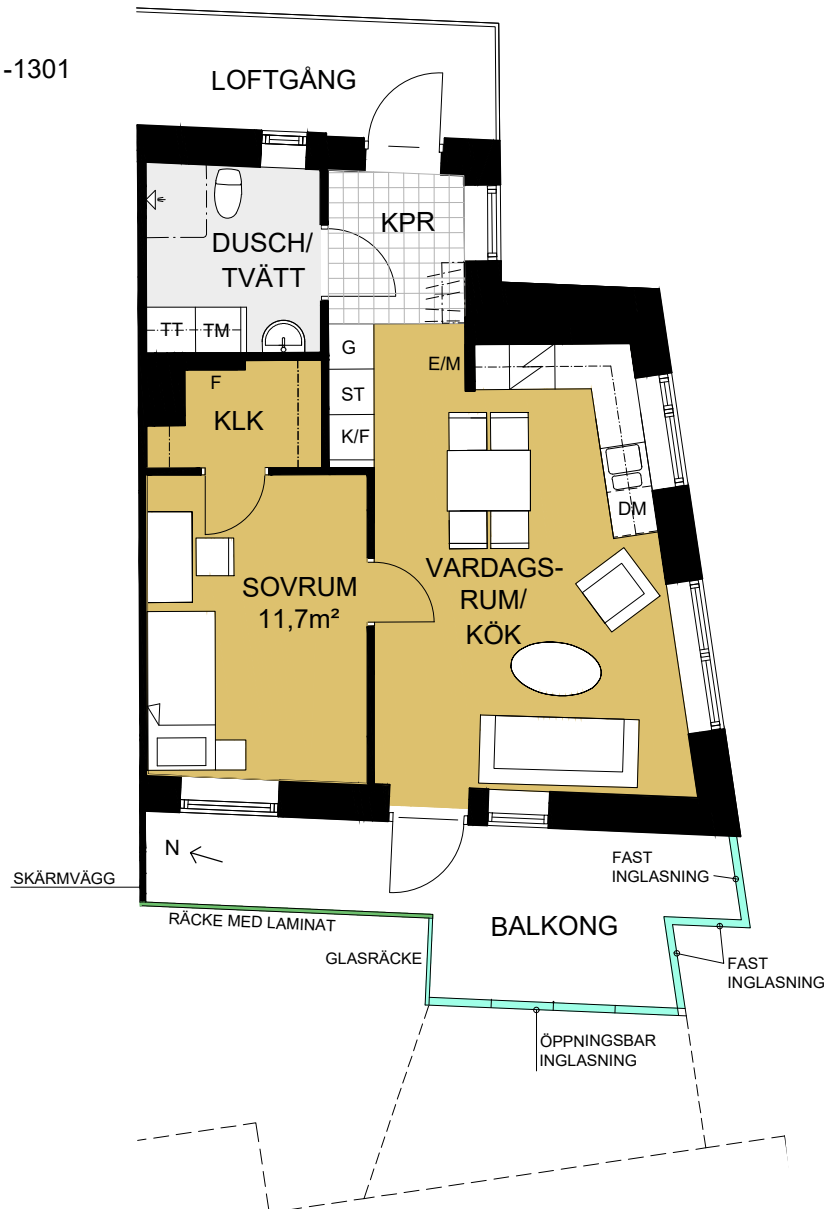 -1301
LOFTGÅNG
KPR
DUSCH/
TVÄTT
TT
TM
G
E/M
ST
F
KLK
K/F
DM
VARDAGS-
RUM/
KÖK
SOVRUM
11,7m²
N
SKÄRMVÄGG
FAST
INGLASNING
RÄCKE MED LAMINAT
BALKONG
GLASRÄCKE
FAST
INGLASNING
ÖPPNINGSBAR
INGLASNING